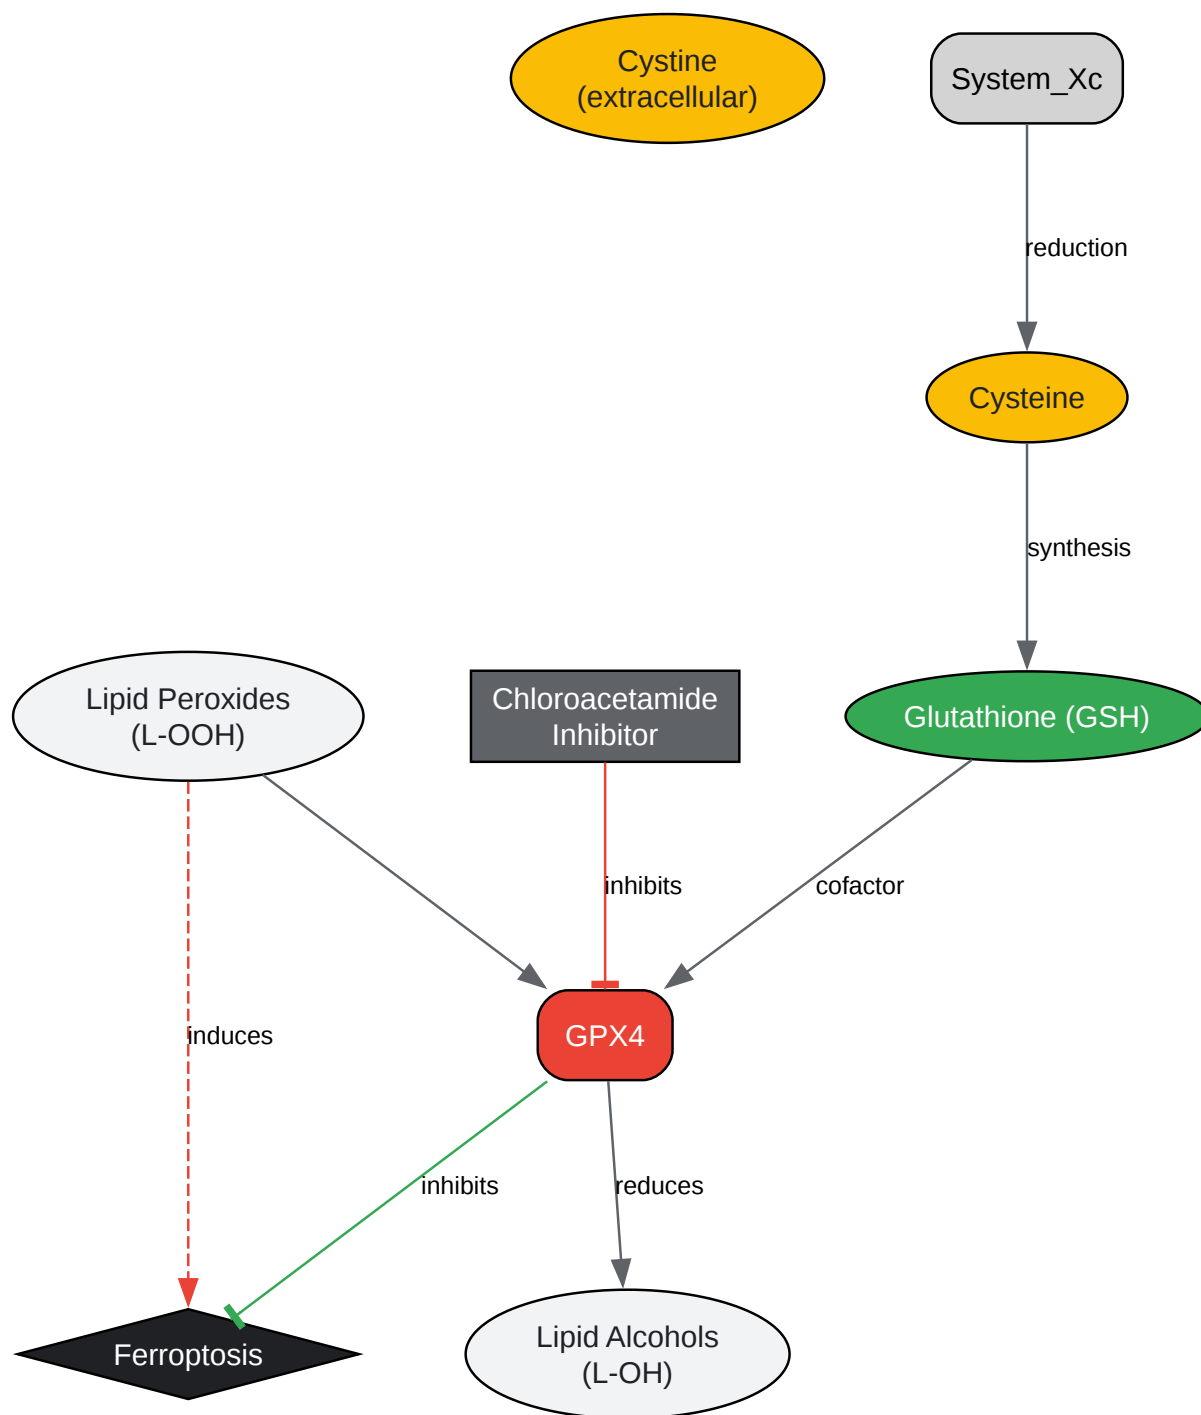 Cystine
(extracellular)
System_Xc
reduction
Cysteine
synthesis
Lipid Peroxides
(L-OOH)
Chloroacetamide
Inhibitor
Glutathione (GSH)
inhibits
cofactor
induces
GPX4
inhibits
reduces
Ferroptosis
Lipid Alcohols
(L-OH)